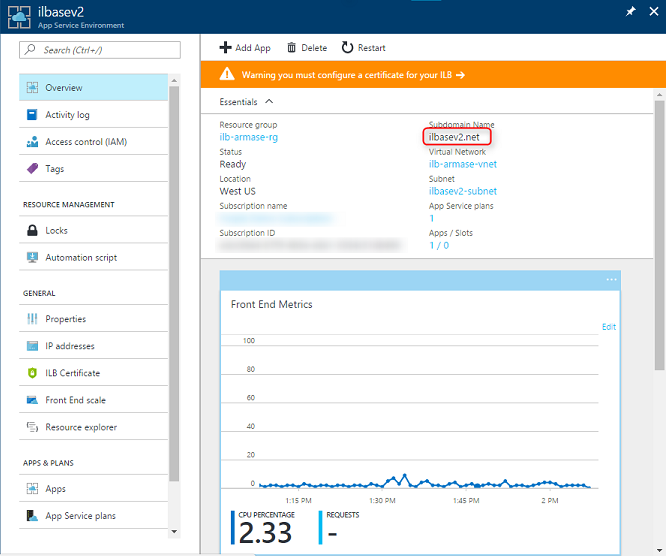 ilbasev2
App Service Environment
Search (Ctrl+/)
Overview
Activity log
Access control (IAM)
Tags
RESOURCE MANAGEMENT
Locks
Automation script
GENERAL
Properties
IP addresses
ILB Certificate
Front End scale
Resource explorer
APPS & PLANS
Apps
App Service plans
Add App Delete Restart
Warning you must configure a certificate for your ILB →
Essentials
Resource group
ilb-armase-rg
Status
Ready
Location
West US
Subscription name
Subscription ID
Subdomain Name
ilbasev2.net
Virtual Network
ilb-armase-vnet
Subnet
ilbasev2-subnet
App Service plans
1
Apps / Slots
1 / 0
...
Front End Metrics
Edit
100
80
60
40
20
0
1:15 PM 1:30 PM 1:45 PM 2 PM
CPU PERCENTAGE
2.33
REQUESTS
-